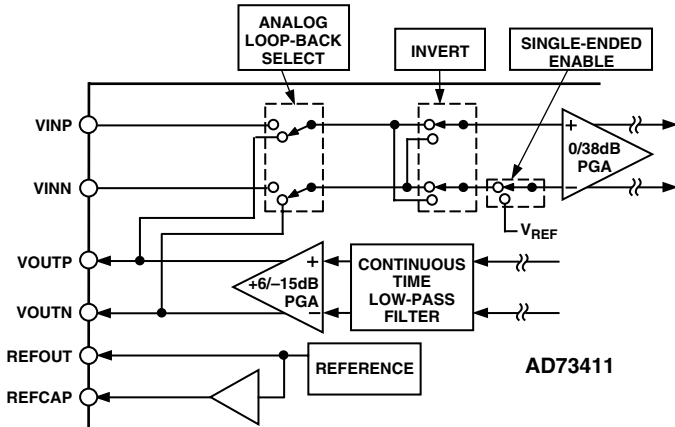 ANALOG
LOOP-BACK
SELECT
INVERT
SINGLE-ENDED
ENABLE
VINP
+
0/38dB
PGA
VINN
–
VREF
VOUTP
+
+6/–15dB
PGA
–
CONTINUOUS
TIME
LOW-PASS
FILTER
VOUTN
REFOUT
REFERENCE
AD73411
REFCAP